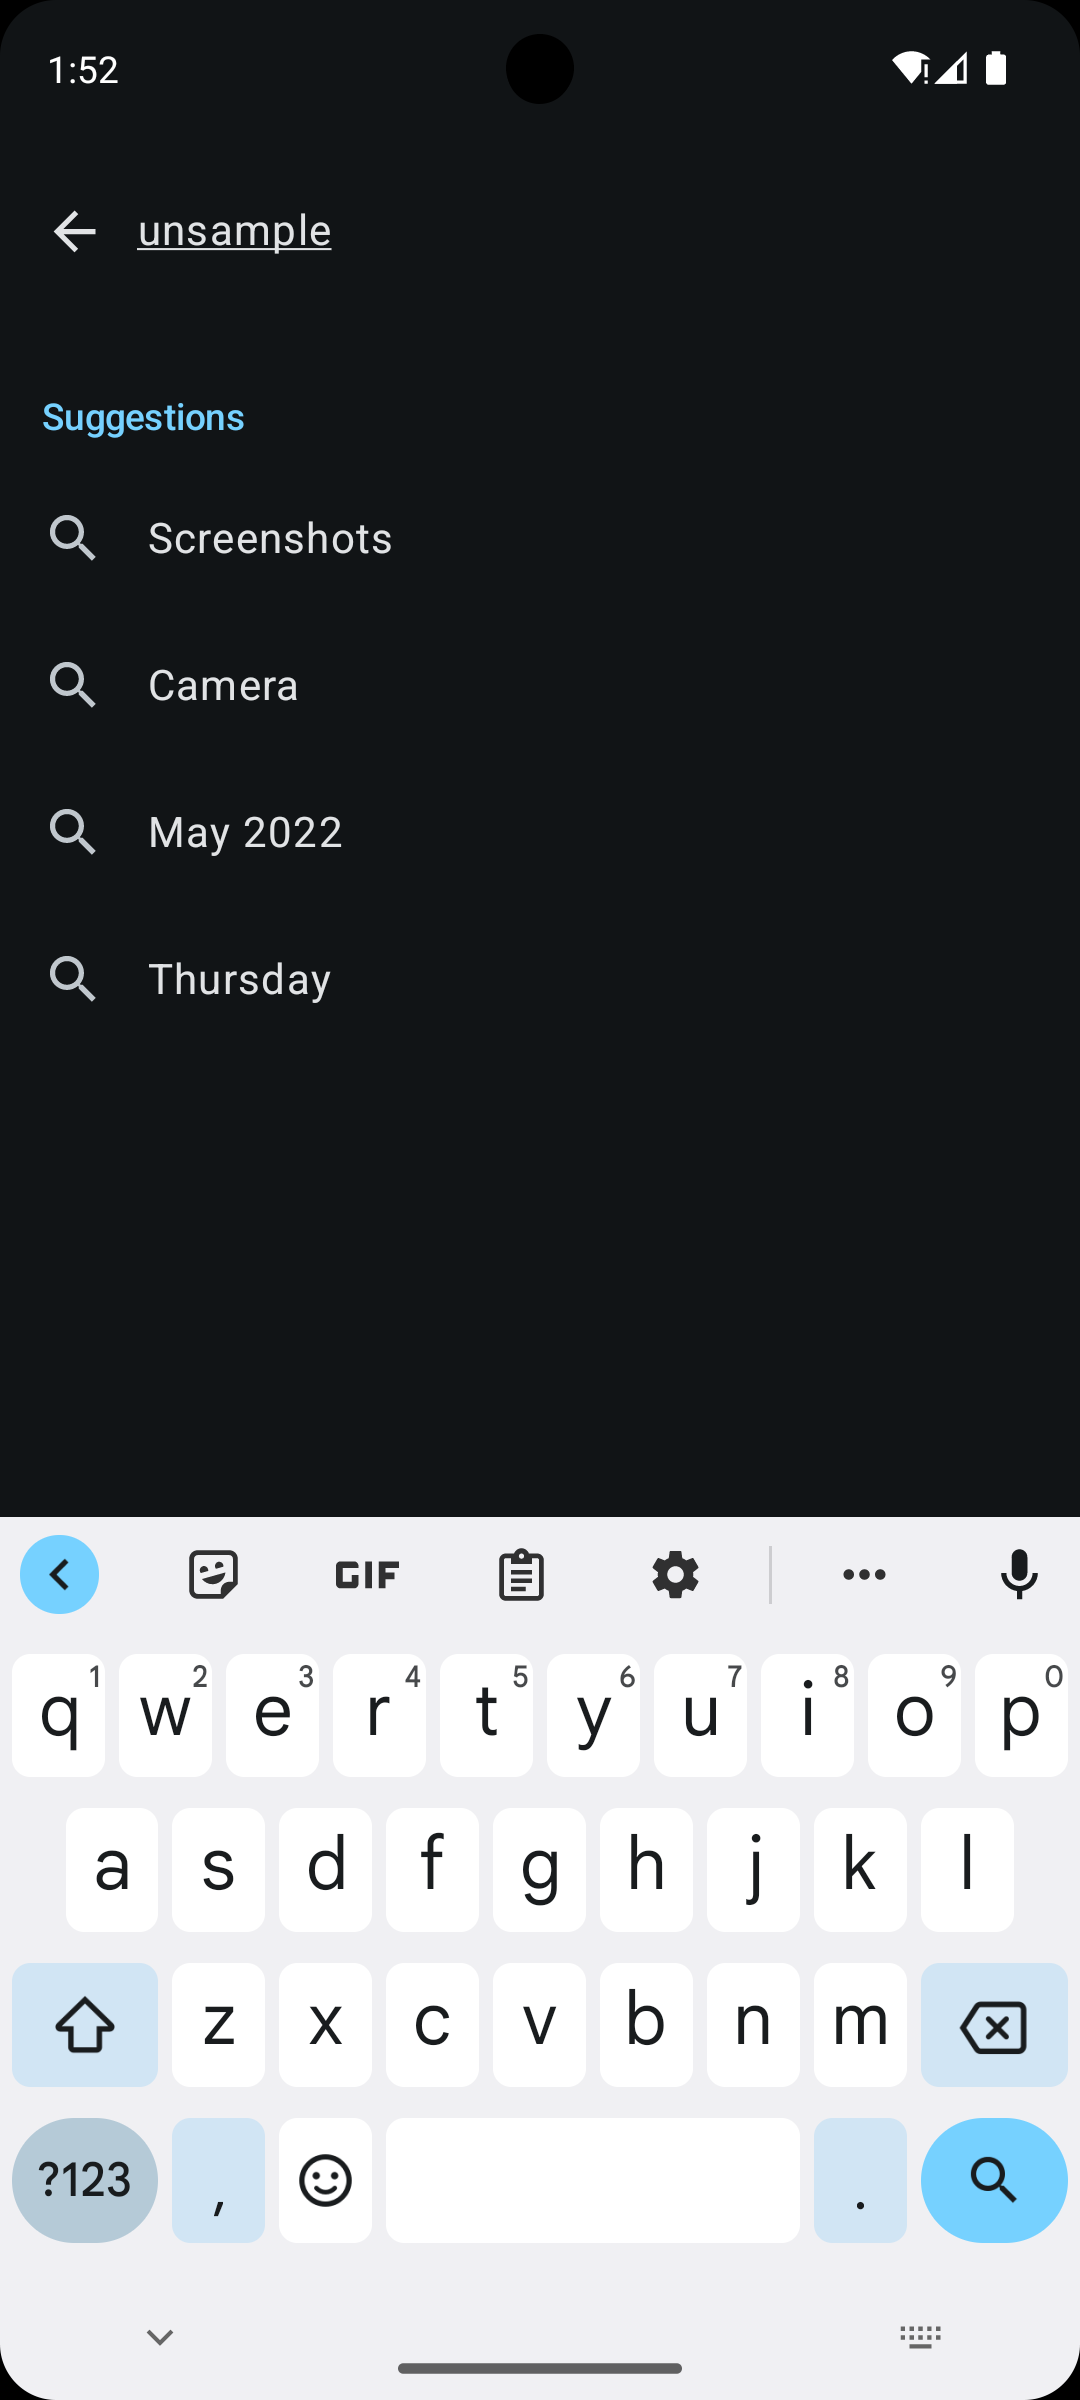 1:52
unsample
Suggestions
Screenshots
Camera
May 2022
Thursday
GIF
q 1 w 2 e 3 r 4 t 5 y 6 u 7 i 8 o 9 p 0
a s d f g h j k l
z x c v b n m
?123 , .